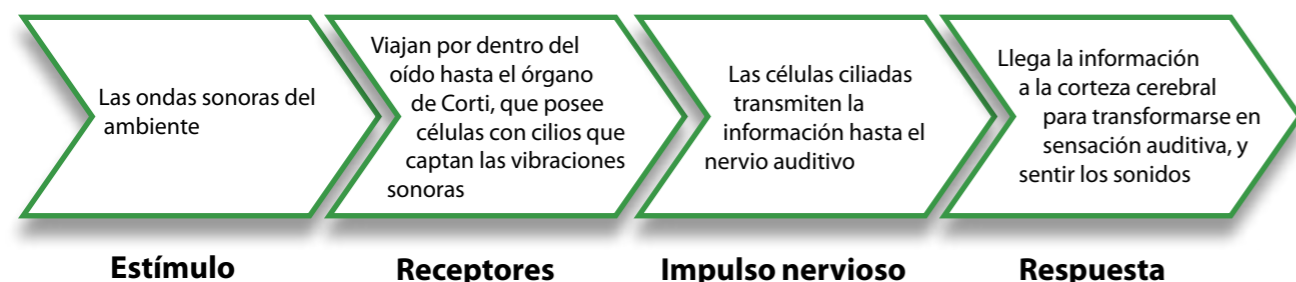 Las ondas sonoras del
ambiente
Viajan por dentro del
oído hasta el órgano
de Corti, que posee
células con cilios que
captan las vibraciones
sonoras
Las células ciliadas
transmiten la
información hasta el
nervio auditivo
Llega la información
a la corteza cerebral
para transformarse en
sensación auditiva, y
sentir los sonidos
Estímulo
Receptores
Impulso nervioso
Respuesta